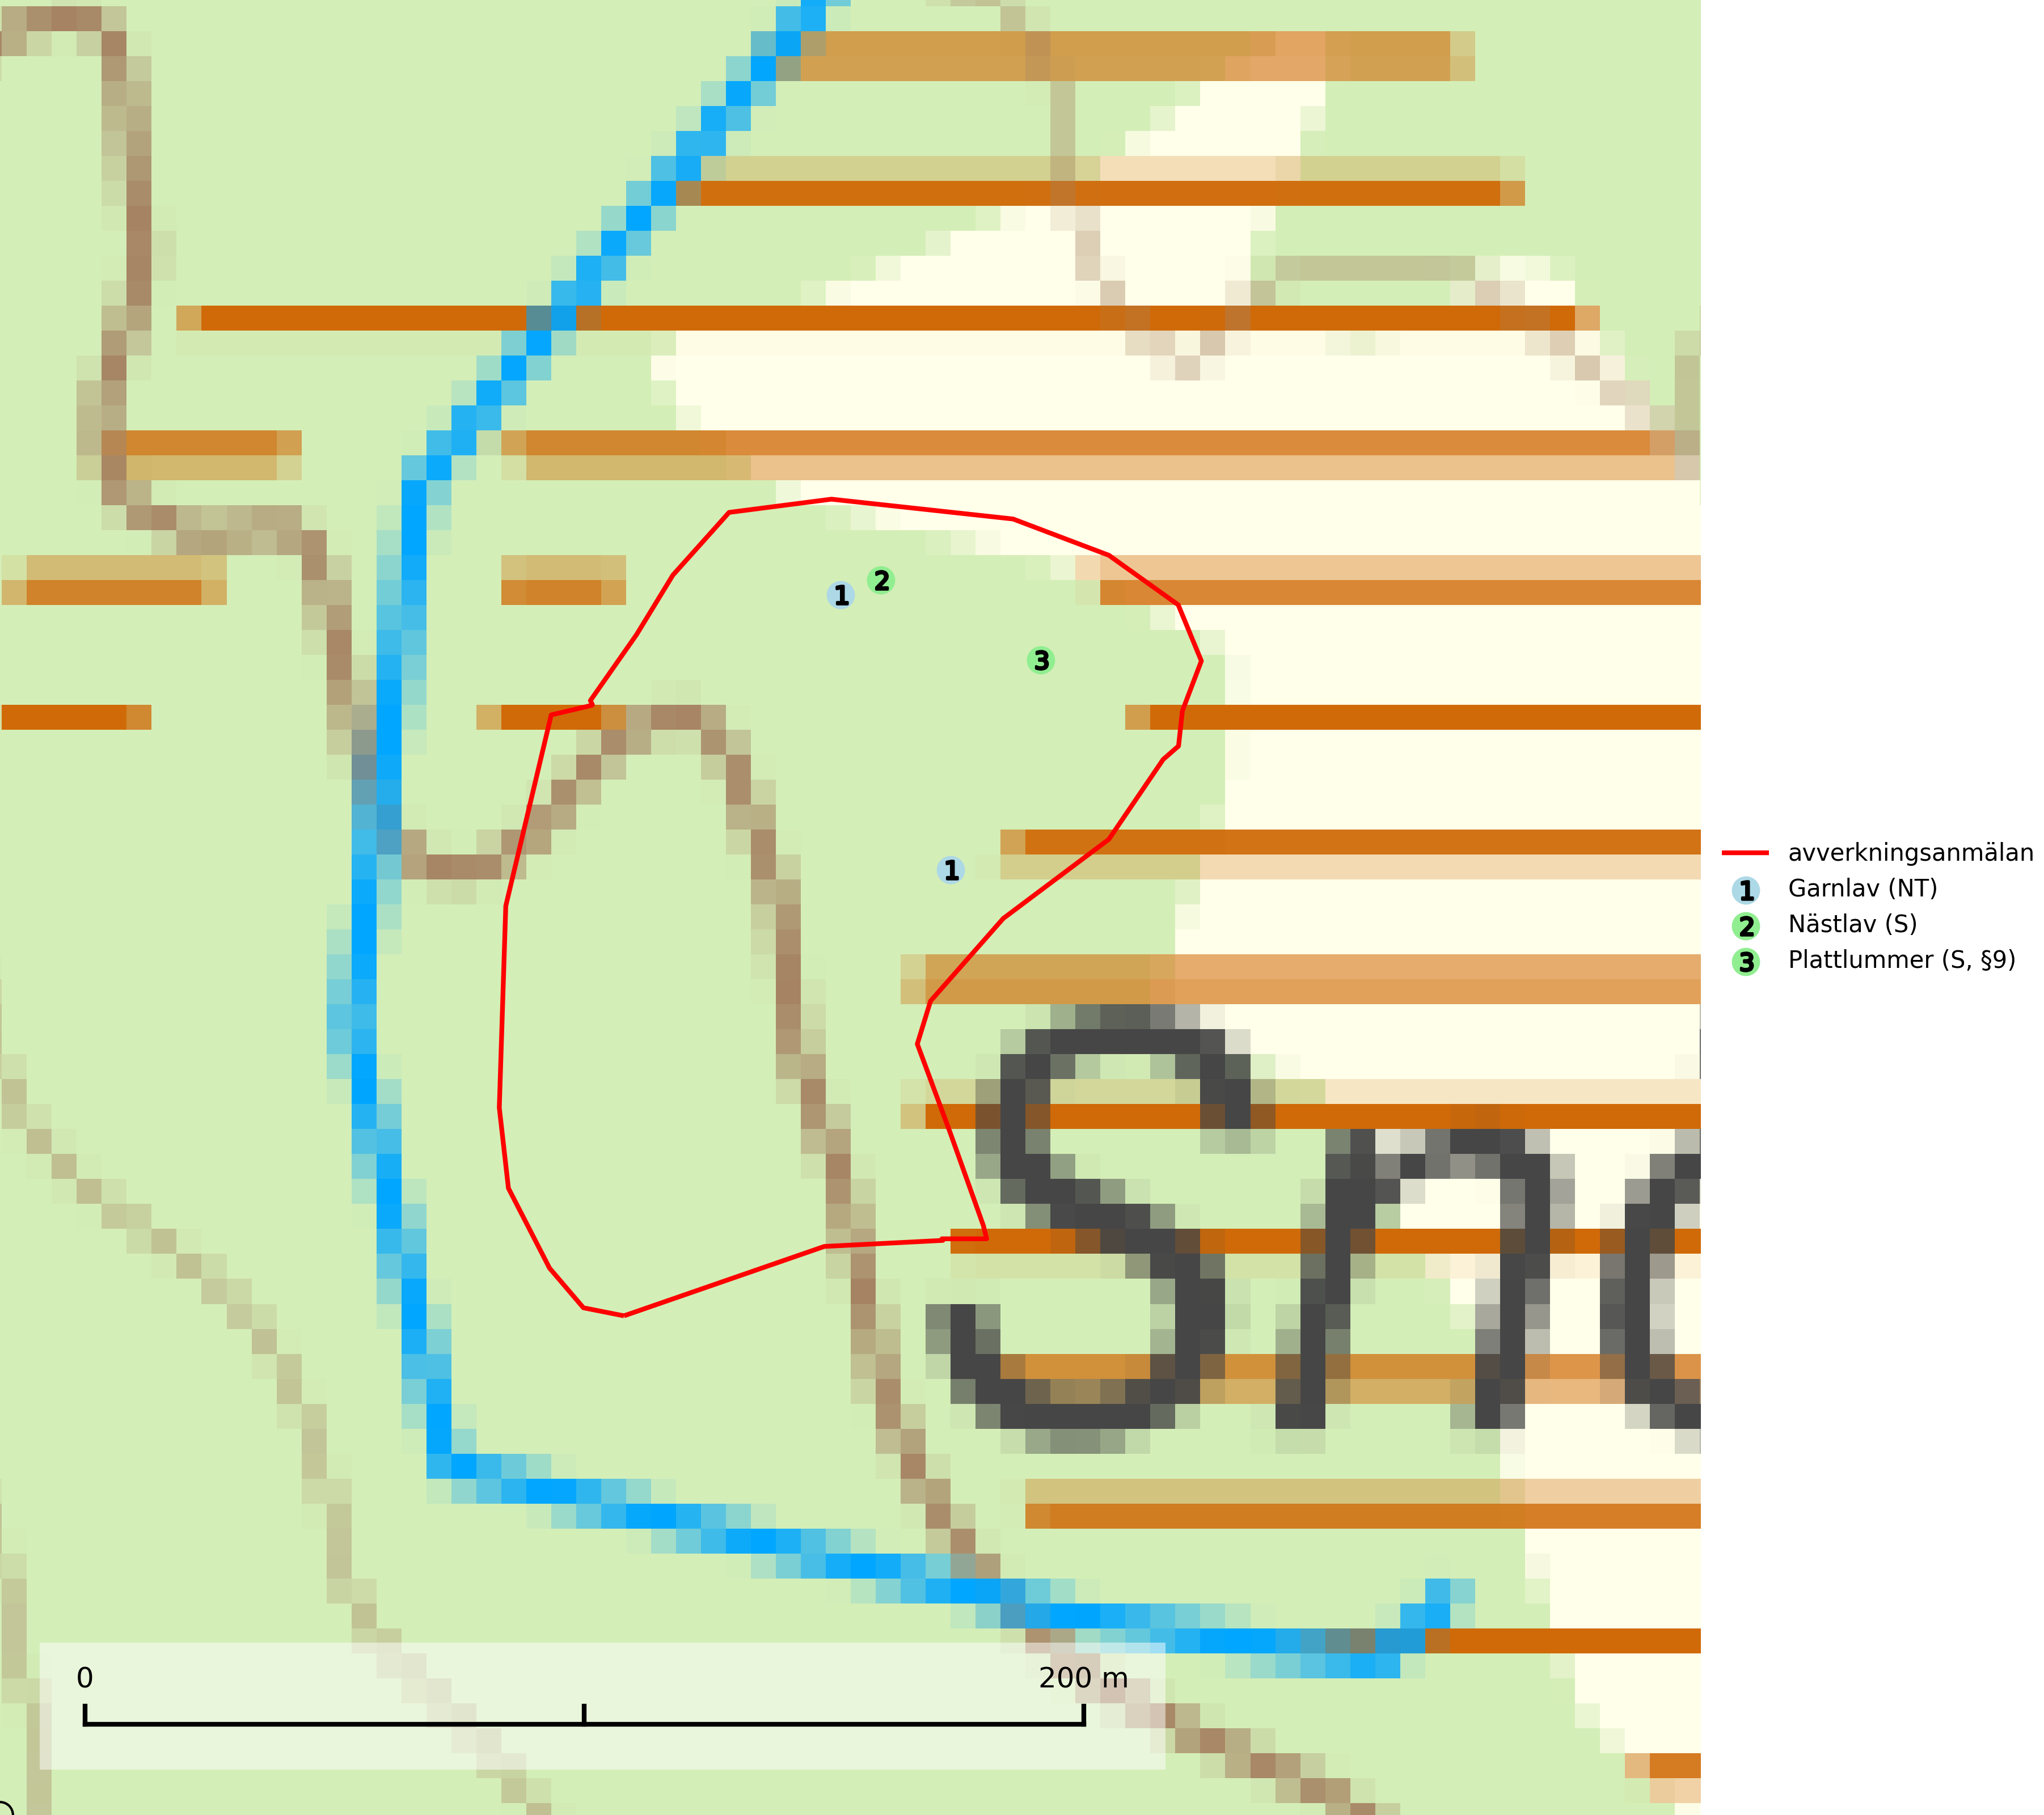 1
2
3
1
avverkningsanmälan
1 Garnlav (NT)
2 Nästlav (S)
3 Plattlummer (S, §9)
0 200 m